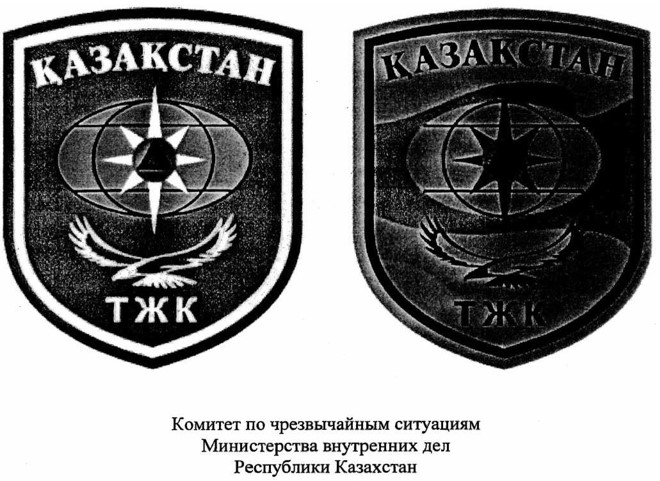 ҚАЗАҚСТАН
ТЖК
ҚАЗАҚСТАН
ТЖК
Комитет по чрезвычайным ситуациям
Министерства внутренних дел
Республики Казахстан